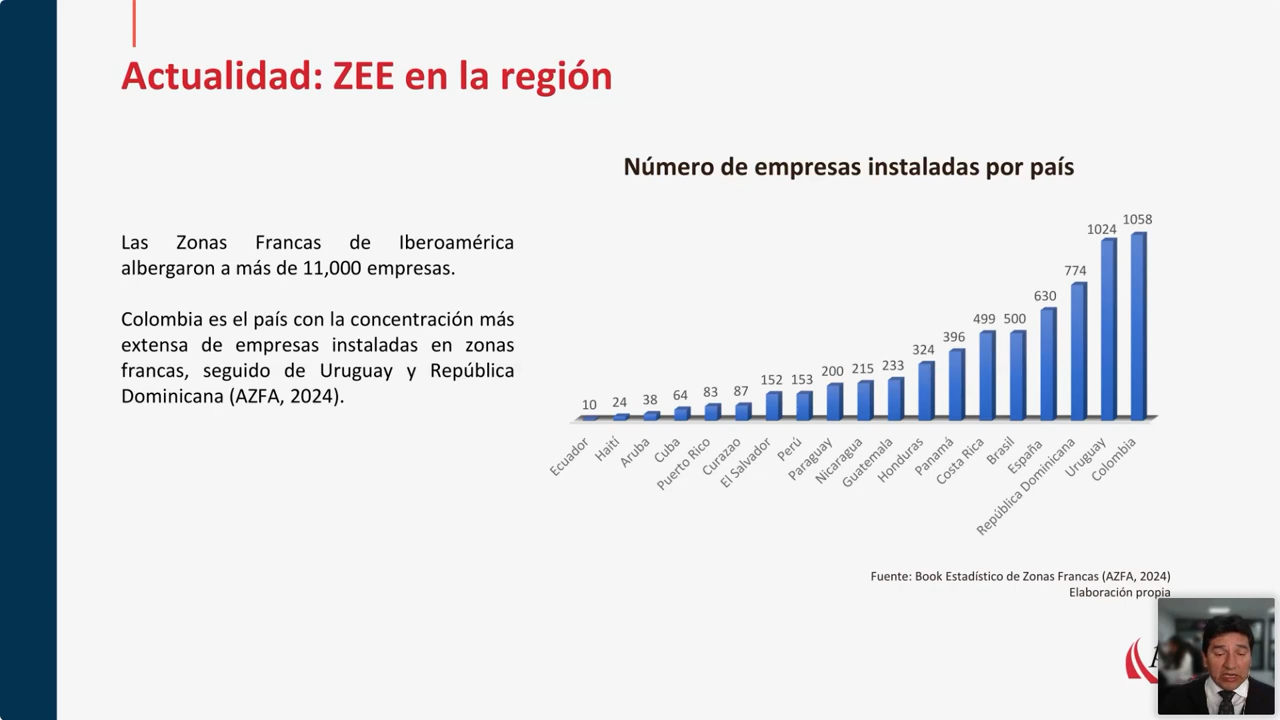 Actualidad: ZEE en la región
Número de empresas instaladas por país
Las Zonas Francas de Iberoamérica
albergaron a más de 11,000 empresas.
Colombia es el país con la concentración más
extensa de empresas instaladas en zonas
francas, seguido de Uruguay y República
Dominicana (AZFA, 2024).
10
24
38
64
83
87
152
153
200
215
233
324
396
499
500
630
774
1024
1058
Ecuador
Haití
Aruba
Cuba
Puerto Rico
Curazao
El Salvador
Perú
Paraguay
Nicaragua
Guatemala
Honduras
Panamá
Costa Rica
Brasil
España
República Dominicana
Uruguay
Colombia
Fuente: Book Estadístico de Zonas Francas (AZFA, 2024)
Elaboración propia